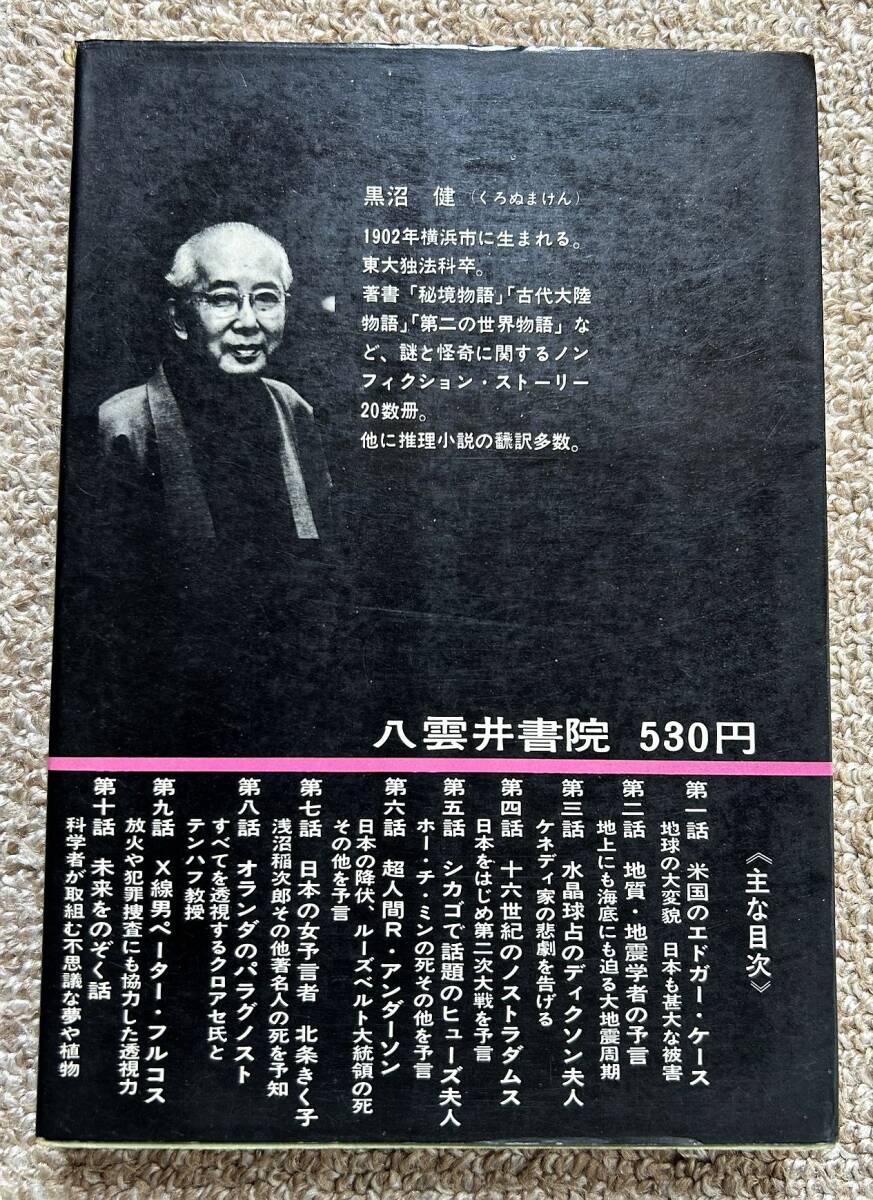 黒沼　健（くろぬまけん）
1902年横浜市に生まれる。
東大独法科卒。
著書「秘境物語」「古代大陸
物語」「第二の世界物語」な
ど、謎と怪奇に関するノン
フィクション・ストーリー
20数冊。
他に推理小説の飜訳多数。
八雲井書院 530円
《主な目次》
第一話　米国のエドガー・ケース
地球の大変貌　日本も甚大な被害
第二話　地質・地震学者の予言
地上にも海底にも迫る大地震周期
第三話　水晶球占のディクソン夫人
ケネディ家の悲劇を告げる
第四話　十六世紀のノストラダムス
日本をはじめ第二次大戦を予言
第五話　シカゴで話題のヒューズ夫人
ホー・チ・ミンの死その他を予言
第六話　超人間R・アンダーソン
日本の降伏、ルーズベルト大統領の死
その他を予言
第七話　日本の女予言者　北条きく子
浅沼稲次郎その他著名人の死を予知
第八話　オランダのパラグノスト
すべてを透視するクロアセ氏と
テンハフ教授
第九話　X線男ペーター・フルコス
放火や犯罪捜査にも協力した透視力
第十話　未来をのぞく話
科学者が取組む不思議な夢や植物